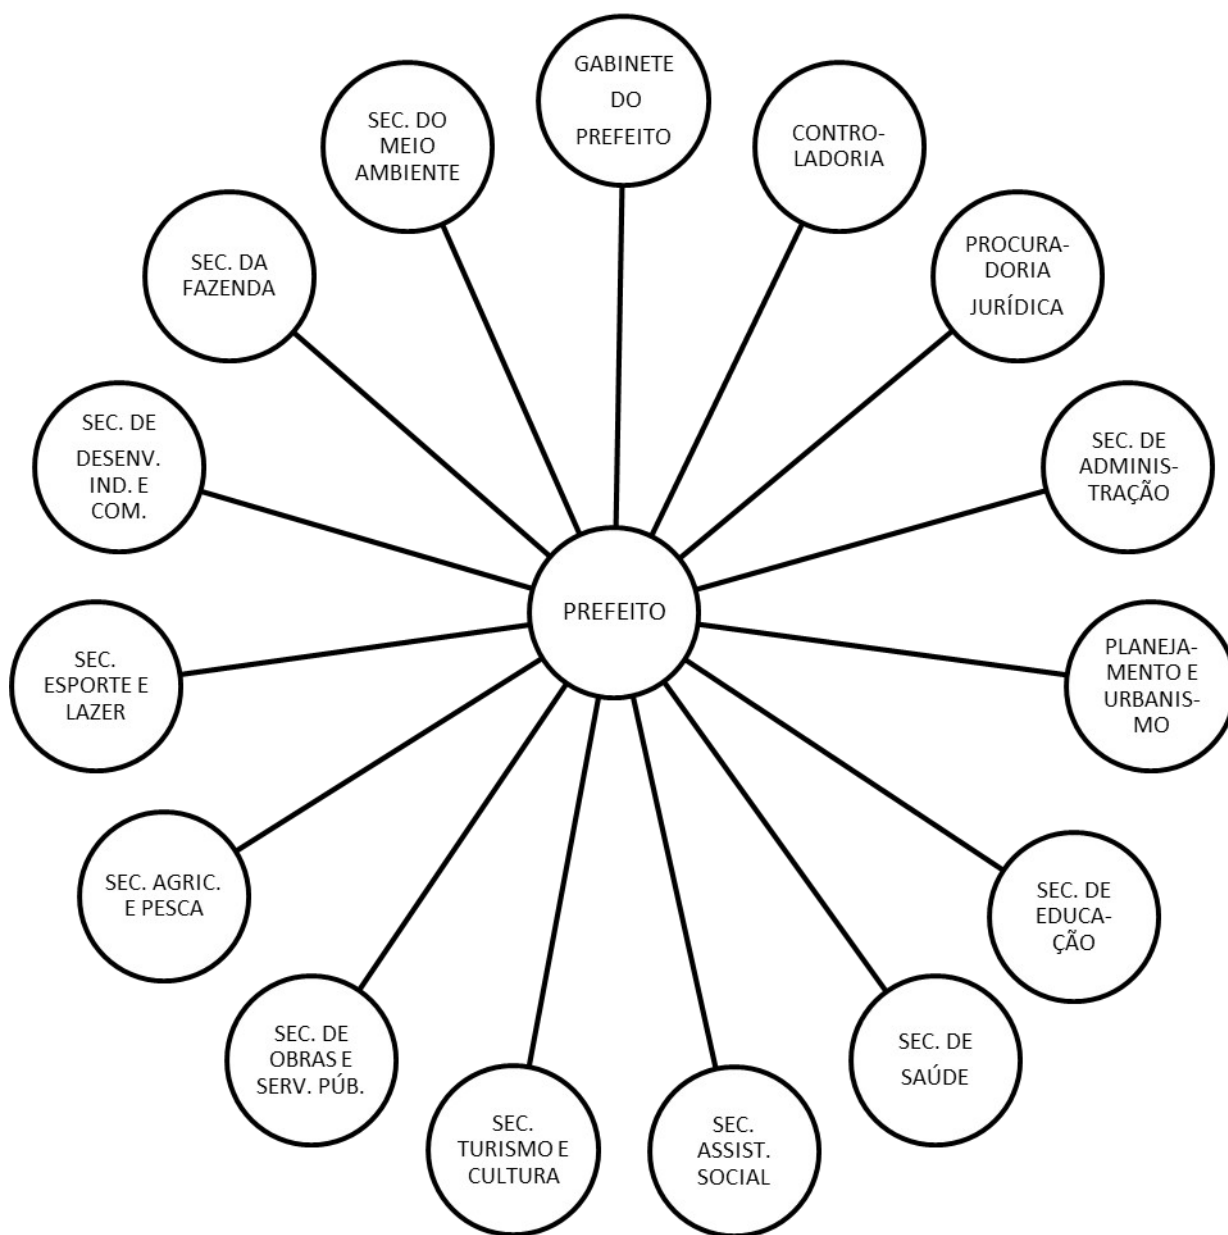 GABINETE
DO
PREFEITO
CONTRO-
LADORIA
PROCURA-
DORIA
JURÍDICA
SEC. DE
ADMINIS-
TRAÇÃO
PLANEJA-
MENTO E
URBANIS-
MO
SEC. DE
EDUCA-
ÇÃO
SEC. DE
SAÚDE
SEC.
ASSIST.
SOCIAL
SEC.
TURISMO E
CULTURA
SEC. DE
OBRAS E
SERV. PÚB.
SEC. AGRIC.
E PESCA
SEC.
ESPORTE E
LAZER
SEC. DE
DESENV.
IND. E
COM.
SEC. DA
FAZENDA
SEC. DO
MEIO
AMBIENTE
PREFEITO